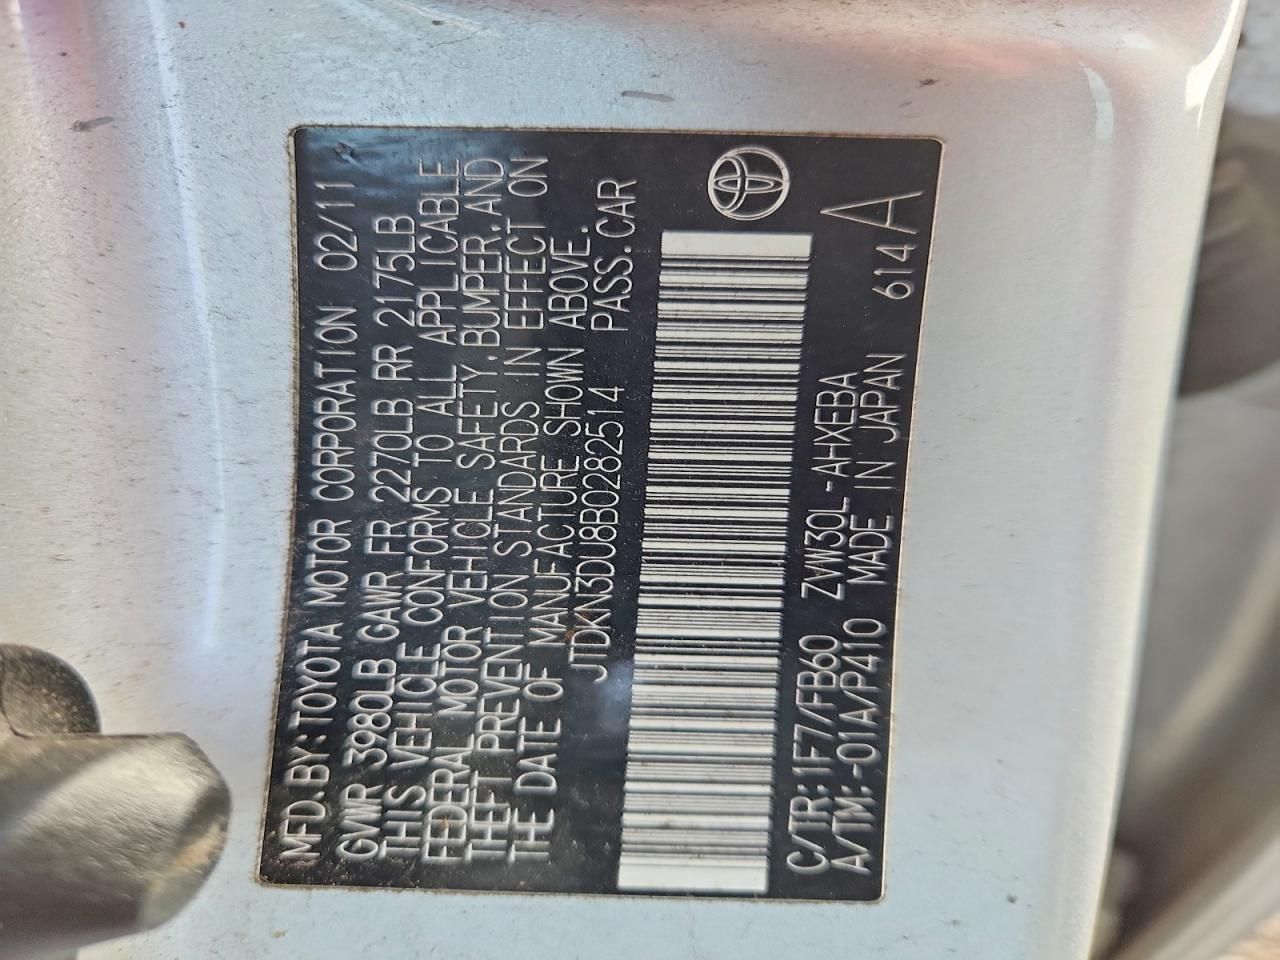 MFD.BY:TOYOTA MOTOR CORPORATION 02/11
GVWR 3980LB GAWR FR 2270LB RR 2175LB
THIS VEHICLE CONFORMS TO ALL APPLICABLE
FEDERAL MOTOR VEHICLE SAFETY,BUMPER,AND
THEFT PREVENTION STANDARDS IN EFFECT ON
THE DATE OF MANUFACTURE SHOWN ABOVE.
JTDKN3DU8B0282514 PASS.CAR
C/TR:1F7/FB60 ZVW30L-AHXEBA
A/TM:-01A/P410 MADE IN JAPAN 614 A